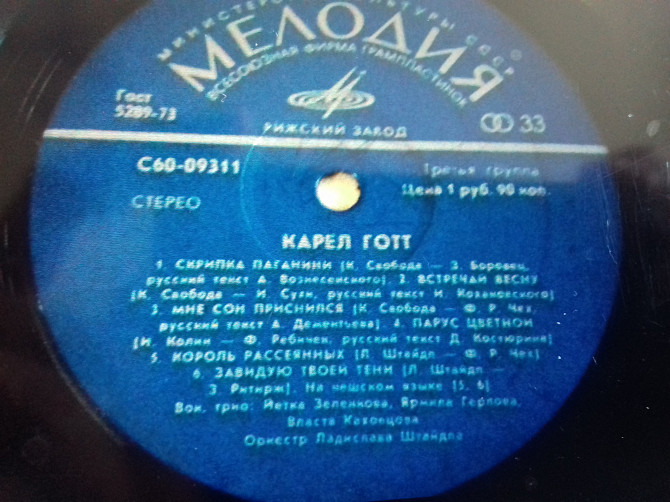 МИНИСТЕРСТВО КУЛЬТУРЫ СССР
МЕЛОДИЯ
ВСЕСОЮЗНАЯ ФИРМА ГРАМПЛАСТИНОК
Гост
5289-73
РИЖСКИЙ ЗАВОД
33
С60-09311
Третья группа
СТЕРЕО
Цена 1 руб. 90 коп.
КАРЕЛ ГОТТ
1. СКРИПКА ПАГАНИНИ (К. Свобода — З. Боровец,
русский текст А. Вознесенского). 2. ВСТРЕЧАЙ ВЕСНУ
(К. Свобода — И. Сухи, русский текст И. Кохановского)
3. МНЕ СОН ПРИСНИЛСЯ (К. Свобода — Ф. Р. Чех,
русский текст А. Дементьева) 4. ПАРУС ЦВЕТНОЙ
(И. Колин — Ф. Ребичек, русский текст Д. Костюрина)
5. КОРОЛЬ РАССЕЯННЫХ (Л. Штайдл — Ф. Р. Чех)
6. ЗАВИДУЮ ТВОЕЙ ТЕНИ (Л. Штайдл —
З. Ритирж). На чешском языке (5, 6)
Вок. трио: Йетка Зеленкова, Ярмила Герлова,
Власта Каховцова
Оркестр Ладислава Штайдла